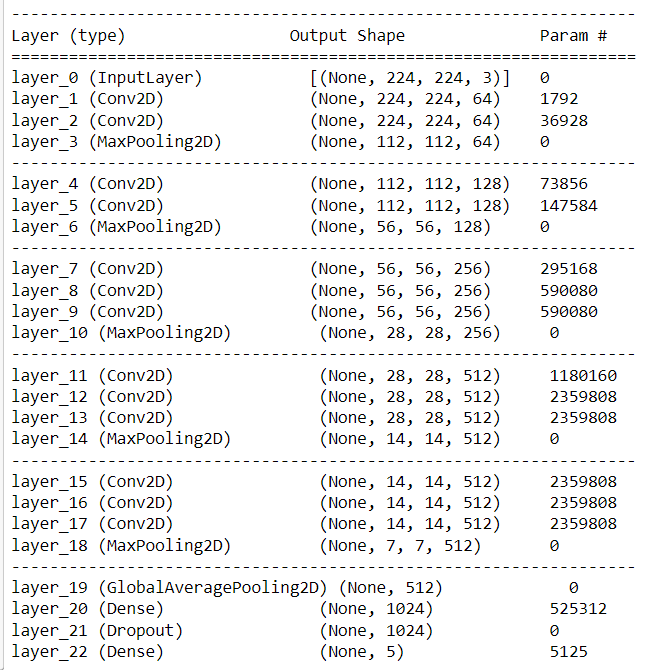 -----------------------------------------------------------------
Layer (type) Output Shape Param #
=================================================================
layer_0 (InputLayer) [(None, 224, 224, 3)] 0
layer_1 (Conv2D) (None, 224, 224, 64) 1792
layer_2 (Conv2D) (None, 224, 224, 64) 36928
layer_3 (MaxPooling2D) (None, 112, 112, 64) 0
-----------------------------------------------------------------
layer_4 (Conv2D) (None, 112, 112, 128) 73856
layer_5 (Conv2D) (None, 112, 112, 128) 147584
layer_6 (MaxPooling2D) (None, 56, 56, 128) 0
-----------------------------------------------------------------
layer_7 (Conv2D) (None, 56, 56, 256) 295168
layer_8 (Conv2D) (None, 56, 56, 256) 590080
layer_9 (Conv2D) (None, 56, 56, 256) 590080
layer_10 (MaxPooling2D) (None, 28, 28, 256) 0
-----------------------------------------------------------------
layer_11 (Conv2D) (None, 28, 28, 512) 1180160
layer_12 (Conv2D) (None, 28, 28, 512) 2359808
layer_13 (Conv2D) (None, 28, 28, 512) 2359808
layer_14 (MaxPooling2D) (None, 14, 14, 512) 0
-----------------------------------------------------------------
layer_15 (Conv2D) (None, 14, 14, 512) 2359808
layer_16 (Conv2D) (None, 14, 14, 512) 2359808
layer_17 (Conv2D) (None, 14, 14, 512) 2359808
layer_18 (MaxPooling2D) (None, 7, 7, 512) 0
-----------------------------------------------------------------
layer_19 (GlobalAveragePooling2D) (None, 512) 0
layer_20 (Dense) (None, 1024) 525312
layer_21 (Dropout) (None, 1024) 0
layer_22 (Dense) (None, 5) 5125